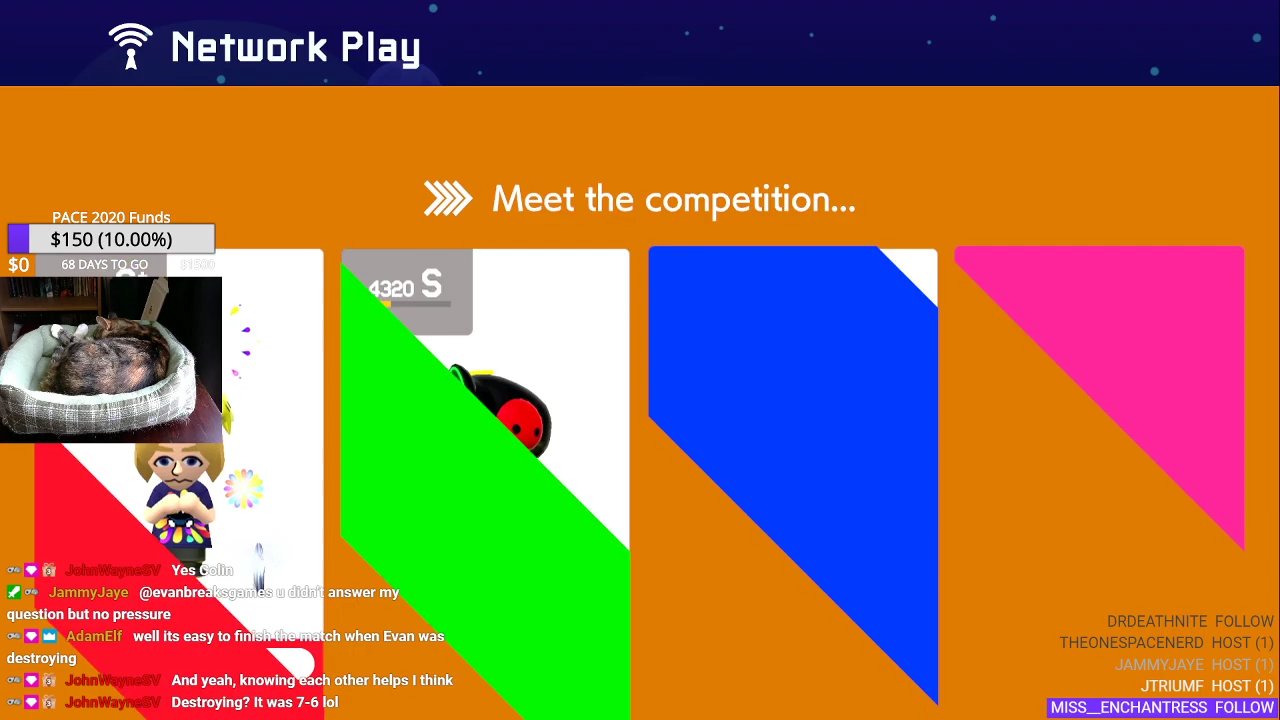 Network Play
Meet the competition...
PACE 2020 Funds
$150 (10.00%)
$0 68 DAYS TO GO $1500
4320 S
JohnWayneSV Yes Colin
JammyJaye @evanbreaksgames u didn't answer my
question but no pressure
AdamElf well its easy to finish the match when Evan was
destroying
JohnWayneSV And yeah, knowing each other helps I think
JohnWayneSV Destroying? It was 7-6 lol
DRDEATHNITE FOLLOW
THEONESPACENERD HOST (1)
JAMMYJAYE HOST (1)
JTRIUMF HOST (1)
MISS__ENCHANTRESS FOLLOW